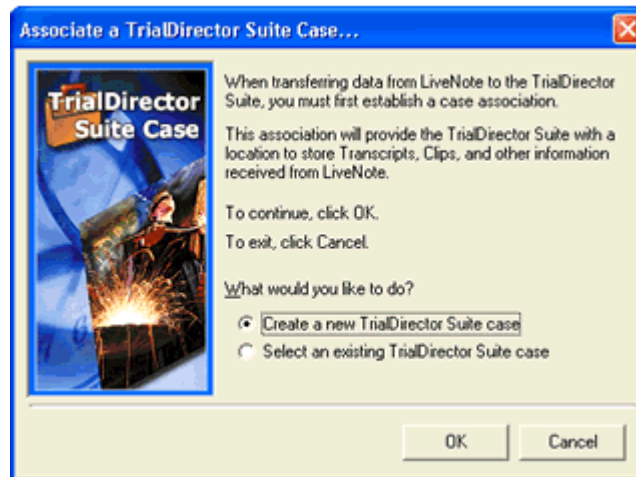 Associate a TrialDirector Suite Case...
TrialDirector
Suite Case
When transferring data from LiveNote to the TrialDirector
Suite, you must first establish a case association.
This association will provide the TrialDirector Suite with a
location to store Transcripts, Clips, and other information
received from LiveNote.
To continue, click OK.
To exit, click Cancel.
What would you like to do?
Create a new TrialDirector Suite case
Select an existing TrialDirector Suite case
OK Cancel